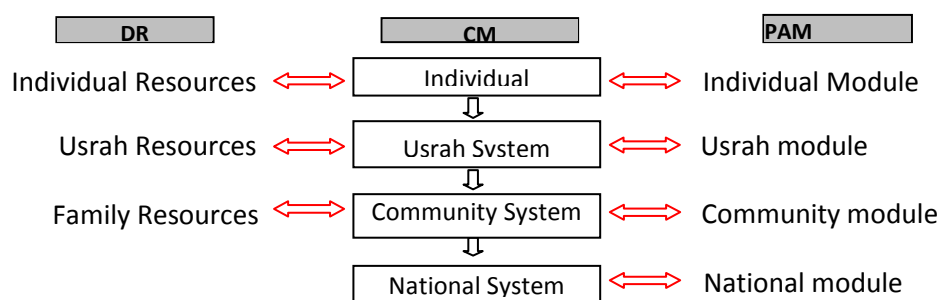 DR CM PAM
Individual Resources Individual Individual Module
Usrah Resources Usrah System Usrah module
Family Resources Community System Community module
National System National module